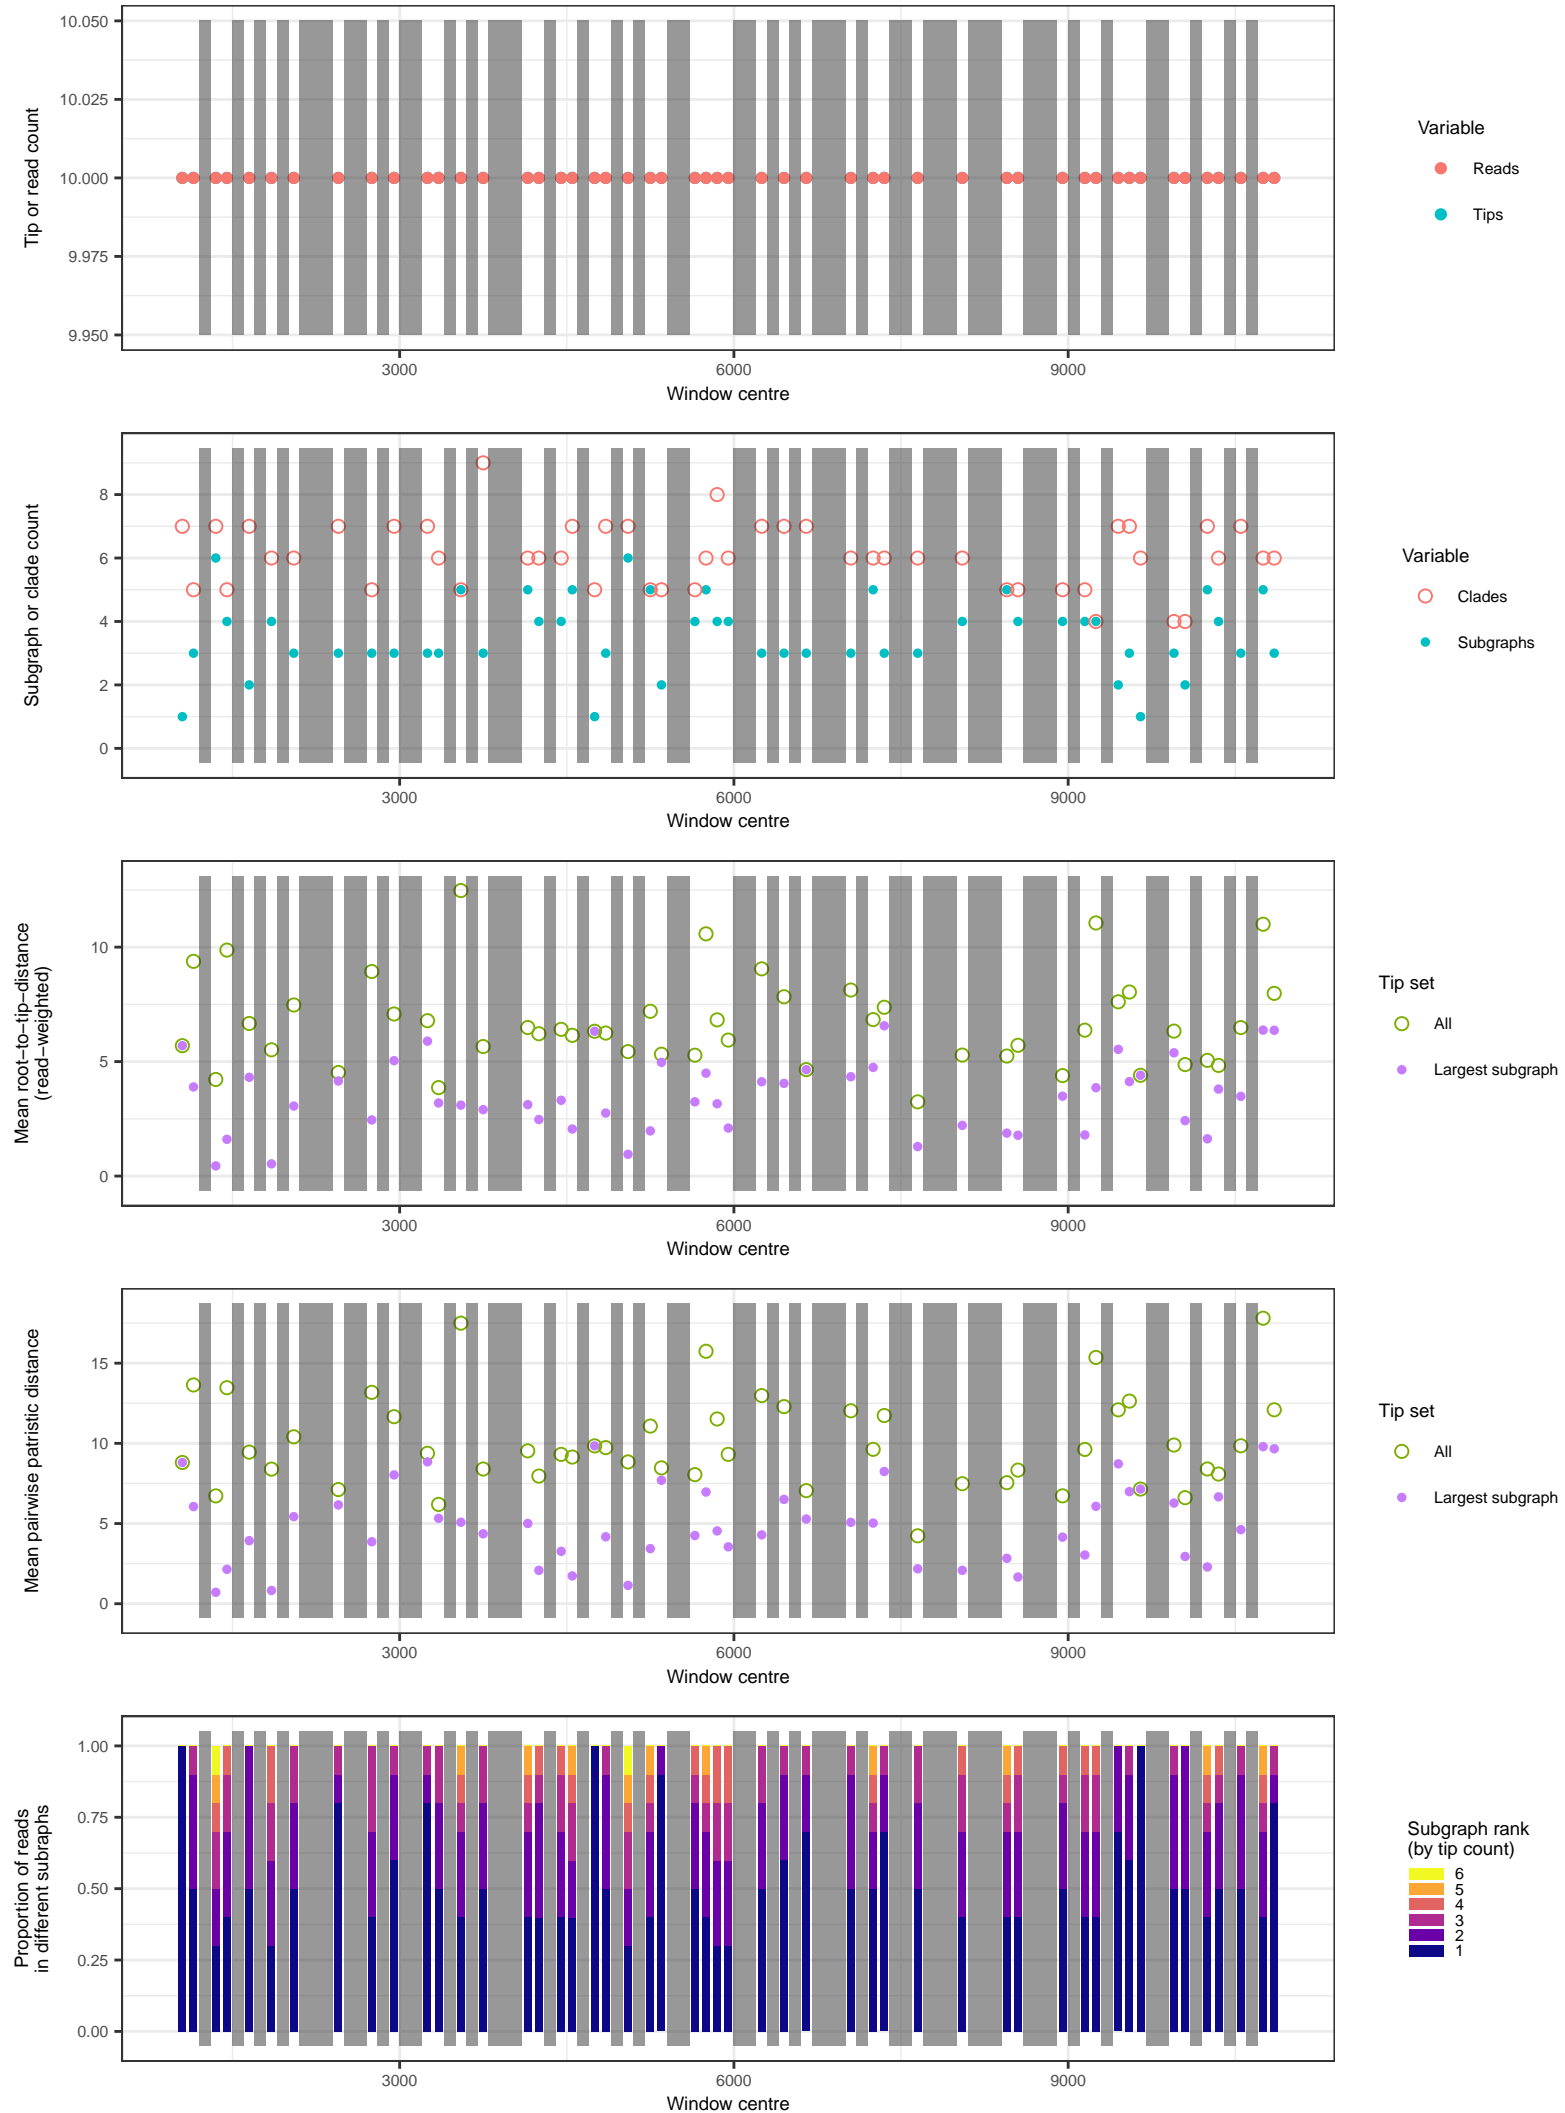 Tip or read count
10.050
10.025
10.000
9.975
9.950
3000 6000 9000
Window centre
Variable
Reads
Tips
Subgraph or clade count
8
6
4
2
0
3000 6000 9000
Window centre
Variable
Clades
Subgraphs
Mean root−to−tip−distance
(read−weighted)
10
5
0
3000 6000 9000
Window centre
Tip set
All
Largest subgraph
Mean pairwise patristic distance
15
10
5
0
3000 6000 9000
Window centre
Tip set
All
Largest subgraph
Proportion of reads
in different subraphs
1.00
0.75
0.50
0.25
0.00
3000 6000 9000
Window centre
Subgraph rank
(by tip count)
6
5
4
3
2
1